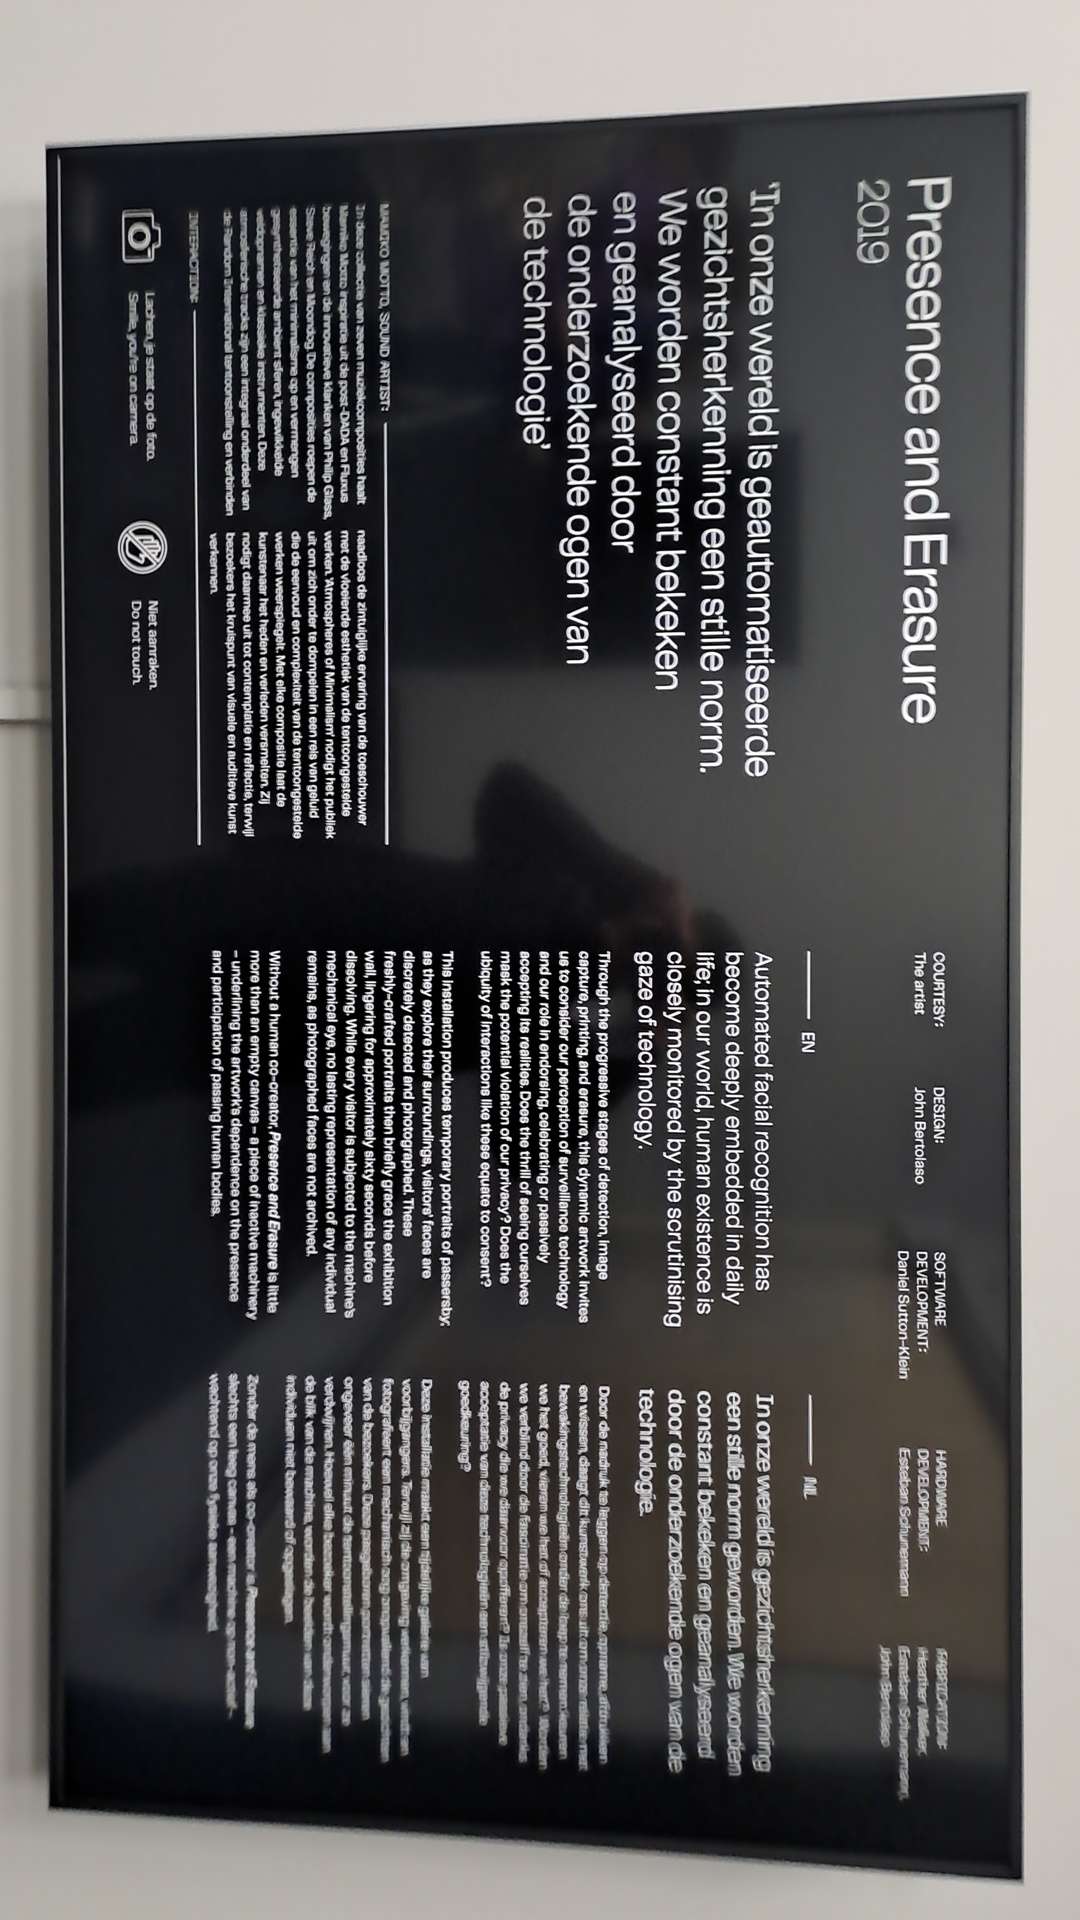 Presence and Erasure
2019
'In onze wereld is geautomatiseerde
gezichtsherkenning een stille norm.
We worden constant bekeken
en geanalyseerd door
de onderzoekende ogen van
de technologie'
MAMIKO MOTTO, SOUND ARTIST:
In deze collectie van zeven muziekcomposities haalt
Mamiko Motto inspiratie uit de post-DADA en Fluxus
bewegingen en de innovatieve klanken van Philip Glass,
Steve Reich en Moondog. De composities roepen de
essentie van het minimalisme op en vermengen
gesynthetiseerde ambient sferen, ingewikkelde
vioolpatronen en klassieke instrumenten. Deze
atmosferische tracks zijn een integraal onderdeel van
de Random International tentoonstelling en verbinden
naadloos de zintuiglijke ervaring van de toeschouwer
met de vloeiende esthetiek van de tentoongestelde
werken. 'Atmospheres of Minimalism' nodigt het publiek
uit om zich onder te dompelen in een reis van geluid
die de eenvoud en complexiteit van de tentoongestelde
werken weerspiegelt. Met elke compositie laat de
kunstenaar het heden en verleden versmelten. Zij
nodigt daarmee uit tot contemplatie en reflectie, terwijl
bezoekers het kruispunt van visuele en auditieve kunst
verkennen.
INTERACTION:
Lachen, je staat op de foto.
Smile, you're on camera.
Niet aanraken.
Do not touch.
COURTESY:
The artist
DESIGN:
John Bertolaso
SOFTWARE
DEVELOPMENT:
Daniel Sutton-Klein
HARDWARE
DEVELOPMENT:
Esteban Schunemann
FABRICATION:
Heather
Esteban Schunemann,
John Bertolaso
EN
Automated facial recognition has
become deeply embedded in daily
life; in our world, human existence is
closely monitored by the scrutinising
gaze of technology.
Through the progressive stages of detection, image
capture, printing, and erasure, this dynamic artwork invites
us to consider our perception of surveillance technology
and our role in endorsing, celebrating or passively
accepting its realities. Does the thrill of seeing ourselves
mask the potential violation of our privacy? Does the
ubiquity of interactions like these equate to consent?
This installation produces temporary portraits of passersby;
as they explore their surroundings, visitors' faces are
discretely detected and photographed. These
freshly-crafted portraits then briefly grace the exhibition
wall, lingering for approximately sixty seconds before
dissolving. While every visitor is subjected to the machine's
mechanical eye, no lasting representation of any individual
remains, as photographed faces are not archived.
Without a human co-creator, Presence and Erasure is little
more than an empty canvas – a piece of inactive machinery
– underlining the artwork's dependence on the presence
and participation of passing human bodies.
NL
In onze wereld is gezichtsherkenning
een stille norm geworden. We worden
constant bekeken en geanalyseerd
door de onderzoekende ogen van de
technologie.
Door de nadruk te leggen op detectie, opname, afdrukken
en wissen, daagt dit kunstwerk ons uit om onze relatie met
bewakingstechnologieën onder de loep te nemen. Keuren
we het goed, vieren we het of accepteren we het? Worden
we verblind door de fascinatie om onszelf te zien, ondanks
de privacy die we daarvoor opofferen? Is onze passieve
acceptatie van deze technologieën een stilzwijgende
goedkeuring?
Deze installatie maakt een tijdelijke galerie van
voorbijgangers. Terwijl zij de omgeving verkennen,
fotografeert een mechanisch oog de gezichten
van de bezoekers. Deze
ongeveer één minuut de tentoonstellingsmuur, voor ze
verdwijnen. Hoewel elke bezoeker wordt
de blik van de machine, worden de beelden van deze
individuen niet bewaard of opgeslagen.
Zonder de mens als co-creator is Presence and Erasure
slechts een leeg canvas – een machine op
wachtend op onze fysieke aanwezigheid.